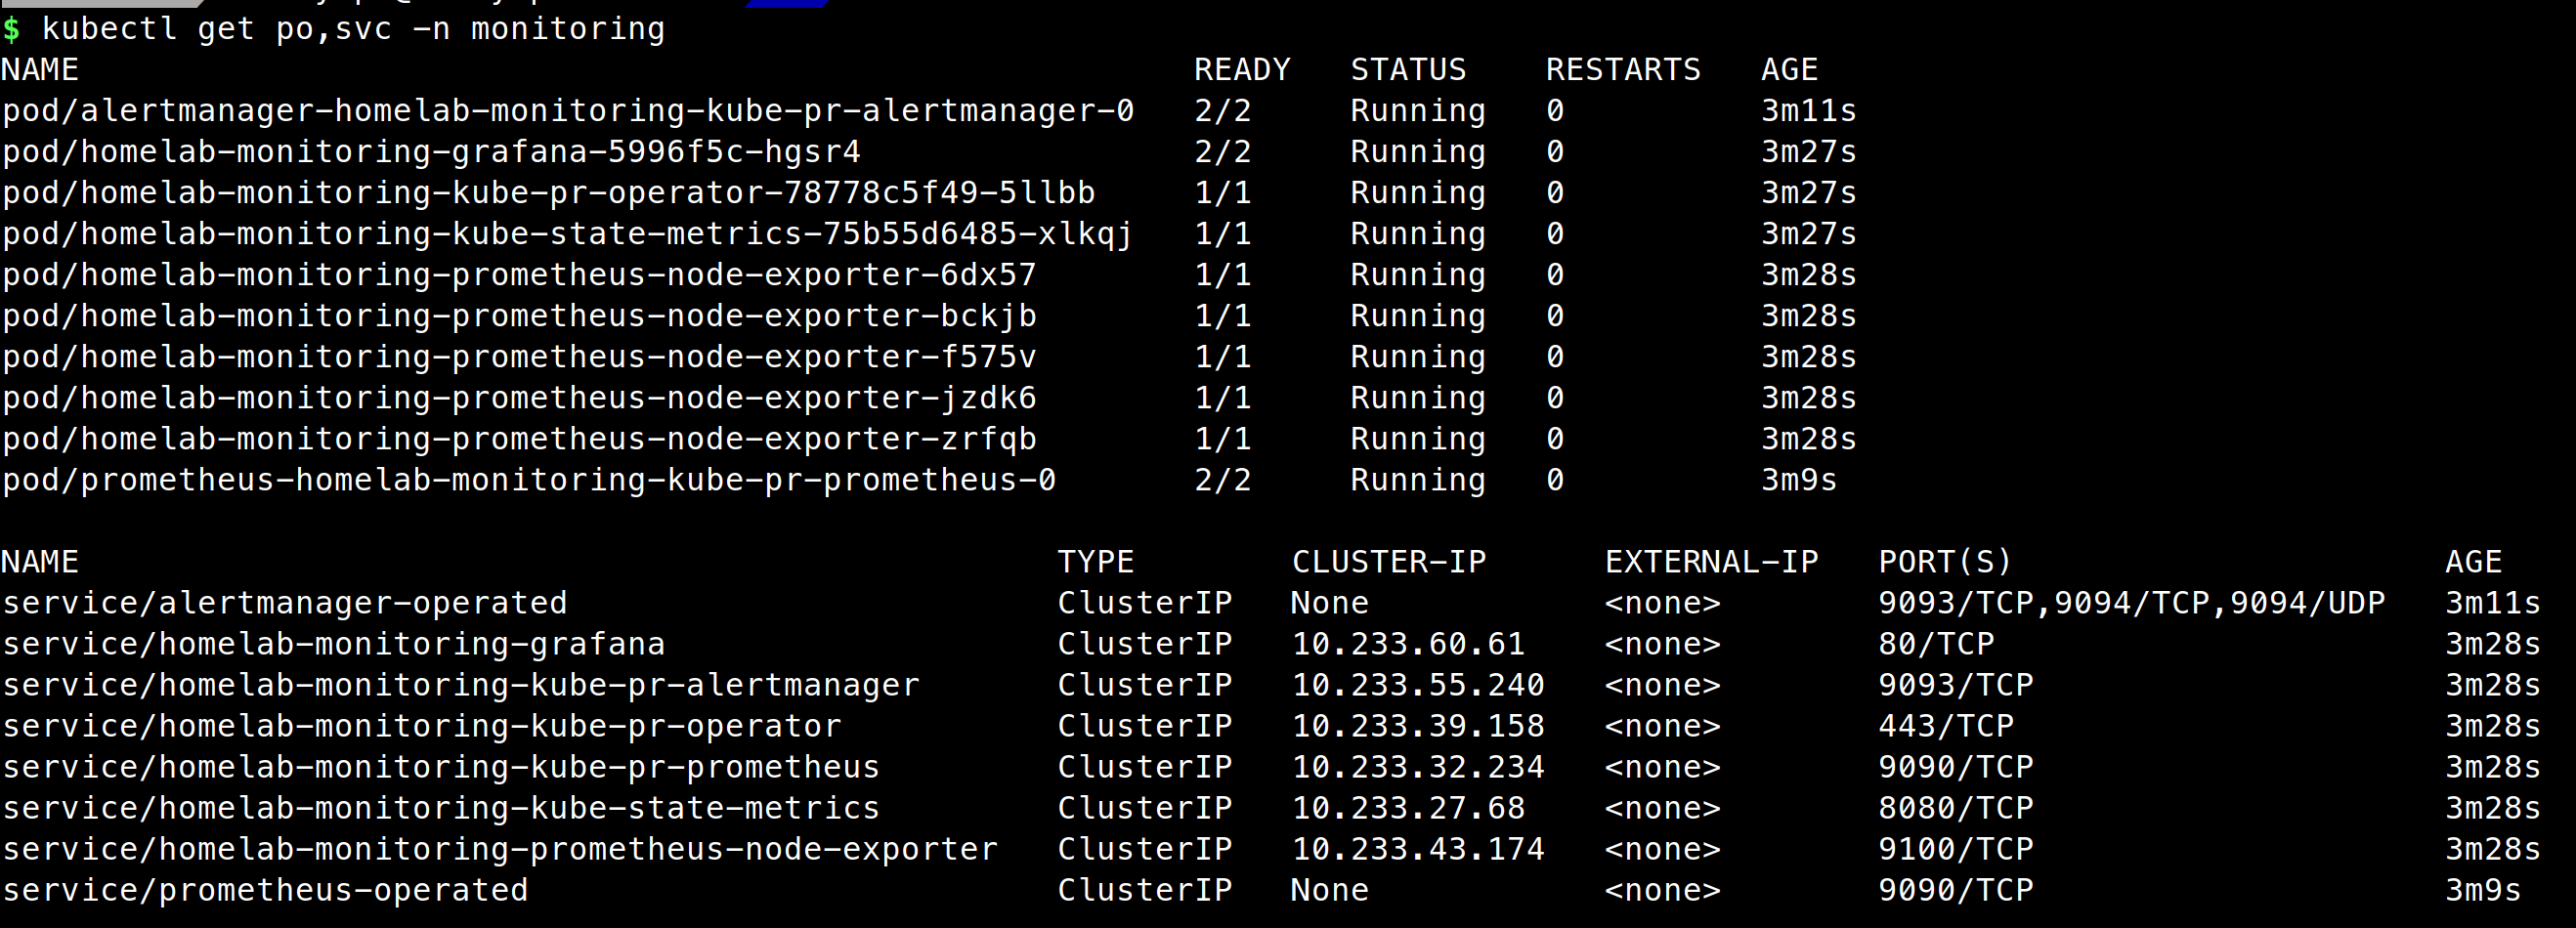 $ kubectl get po,svc -n monitoring
NAME READY STATUS RESTARTS AGE
pod/alertmanager-homelab-monitoring-kube-pr-alertmanager-0 2/2 Running 0 3m11s
pod/homelab-monitoring-grafana-5996f5c-hgsr4 2/2 Running 0 3m27s
pod/homelab-monitoring-kube-pr-operator-78778c5f49-5llbb 1/1 Running 0 3m27s
pod/homelab-monitoring-kube-state-metrics-75b55d6485-xlkqj 1/1 Running 0 3m27s
pod/homelab-monitoring-prometheus-node-exporter-6dx57 1/1 Running 0 3m28s
pod/homelab-monitoring-prometheus-node-exporter-bckjb 1/1 Running 0 3m28s
pod/homelab-monitoring-prometheus-node-exporter-f575v 1/1 Running 0 3m28s
pod/homelab-monitoring-prometheus-node-exporter-jzdk6 1/1 Running 0 3m28s
pod/homelab-monitoring-prometheus-node-exporter-zrfqb 1/1 Running 0 3m28s
pod/prometheus-homelab-monitoring-kube-pr-prometheus-0 2/2 Running 0 3m9s
NAME TYPE CLUSTER-IP EXTERNAL-IP PORT(S) AGE
service/alertmanager-operated ClusterIP None <none> 9093/TCP,9094/TCP,9094/UDP 3m11s
service/homelab-monitoring-grafana ClusterIP 10.233.60.61 <none> 80/TCP 3m28s
service/homelab-monitoring-kube-pr-alertmanager ClusterIP 10.233.55.240 <none> 9093/TCP 3m28s
service/homelab-monitoring-kube-pr-operator ClusterIP 10.233.39.158 <none> 443/TCP 3m28s
service/homelab-monitoring-kube-pr-prometheus ClusterIP 10.233.32.234 <none> 9090/TCP 3m28s
service/homelab-monitoring-kube-state-metrics ClusterIP 10.233.27.68 <none> 8080/TCP 3m28s
service/homelab-monitoring-prometheus-node-exporter ClusterIP 10.233.43.174 <none> 9100/TCP 3m28s
service/prometheus-operated ClusterIP None <none> 9090/TCP 3m9s